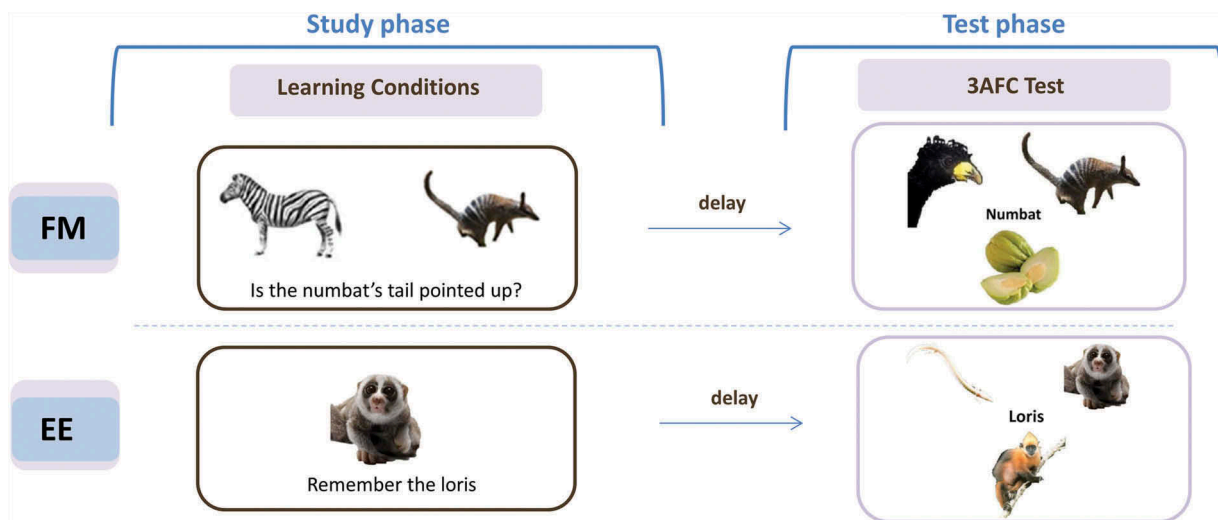 Study phase
Test phase
Learning Conditions
3AFC Test
FM
Is the numbat's tail pointed up?
delay
Numbat
EE
Remember the loris
delay
Loris